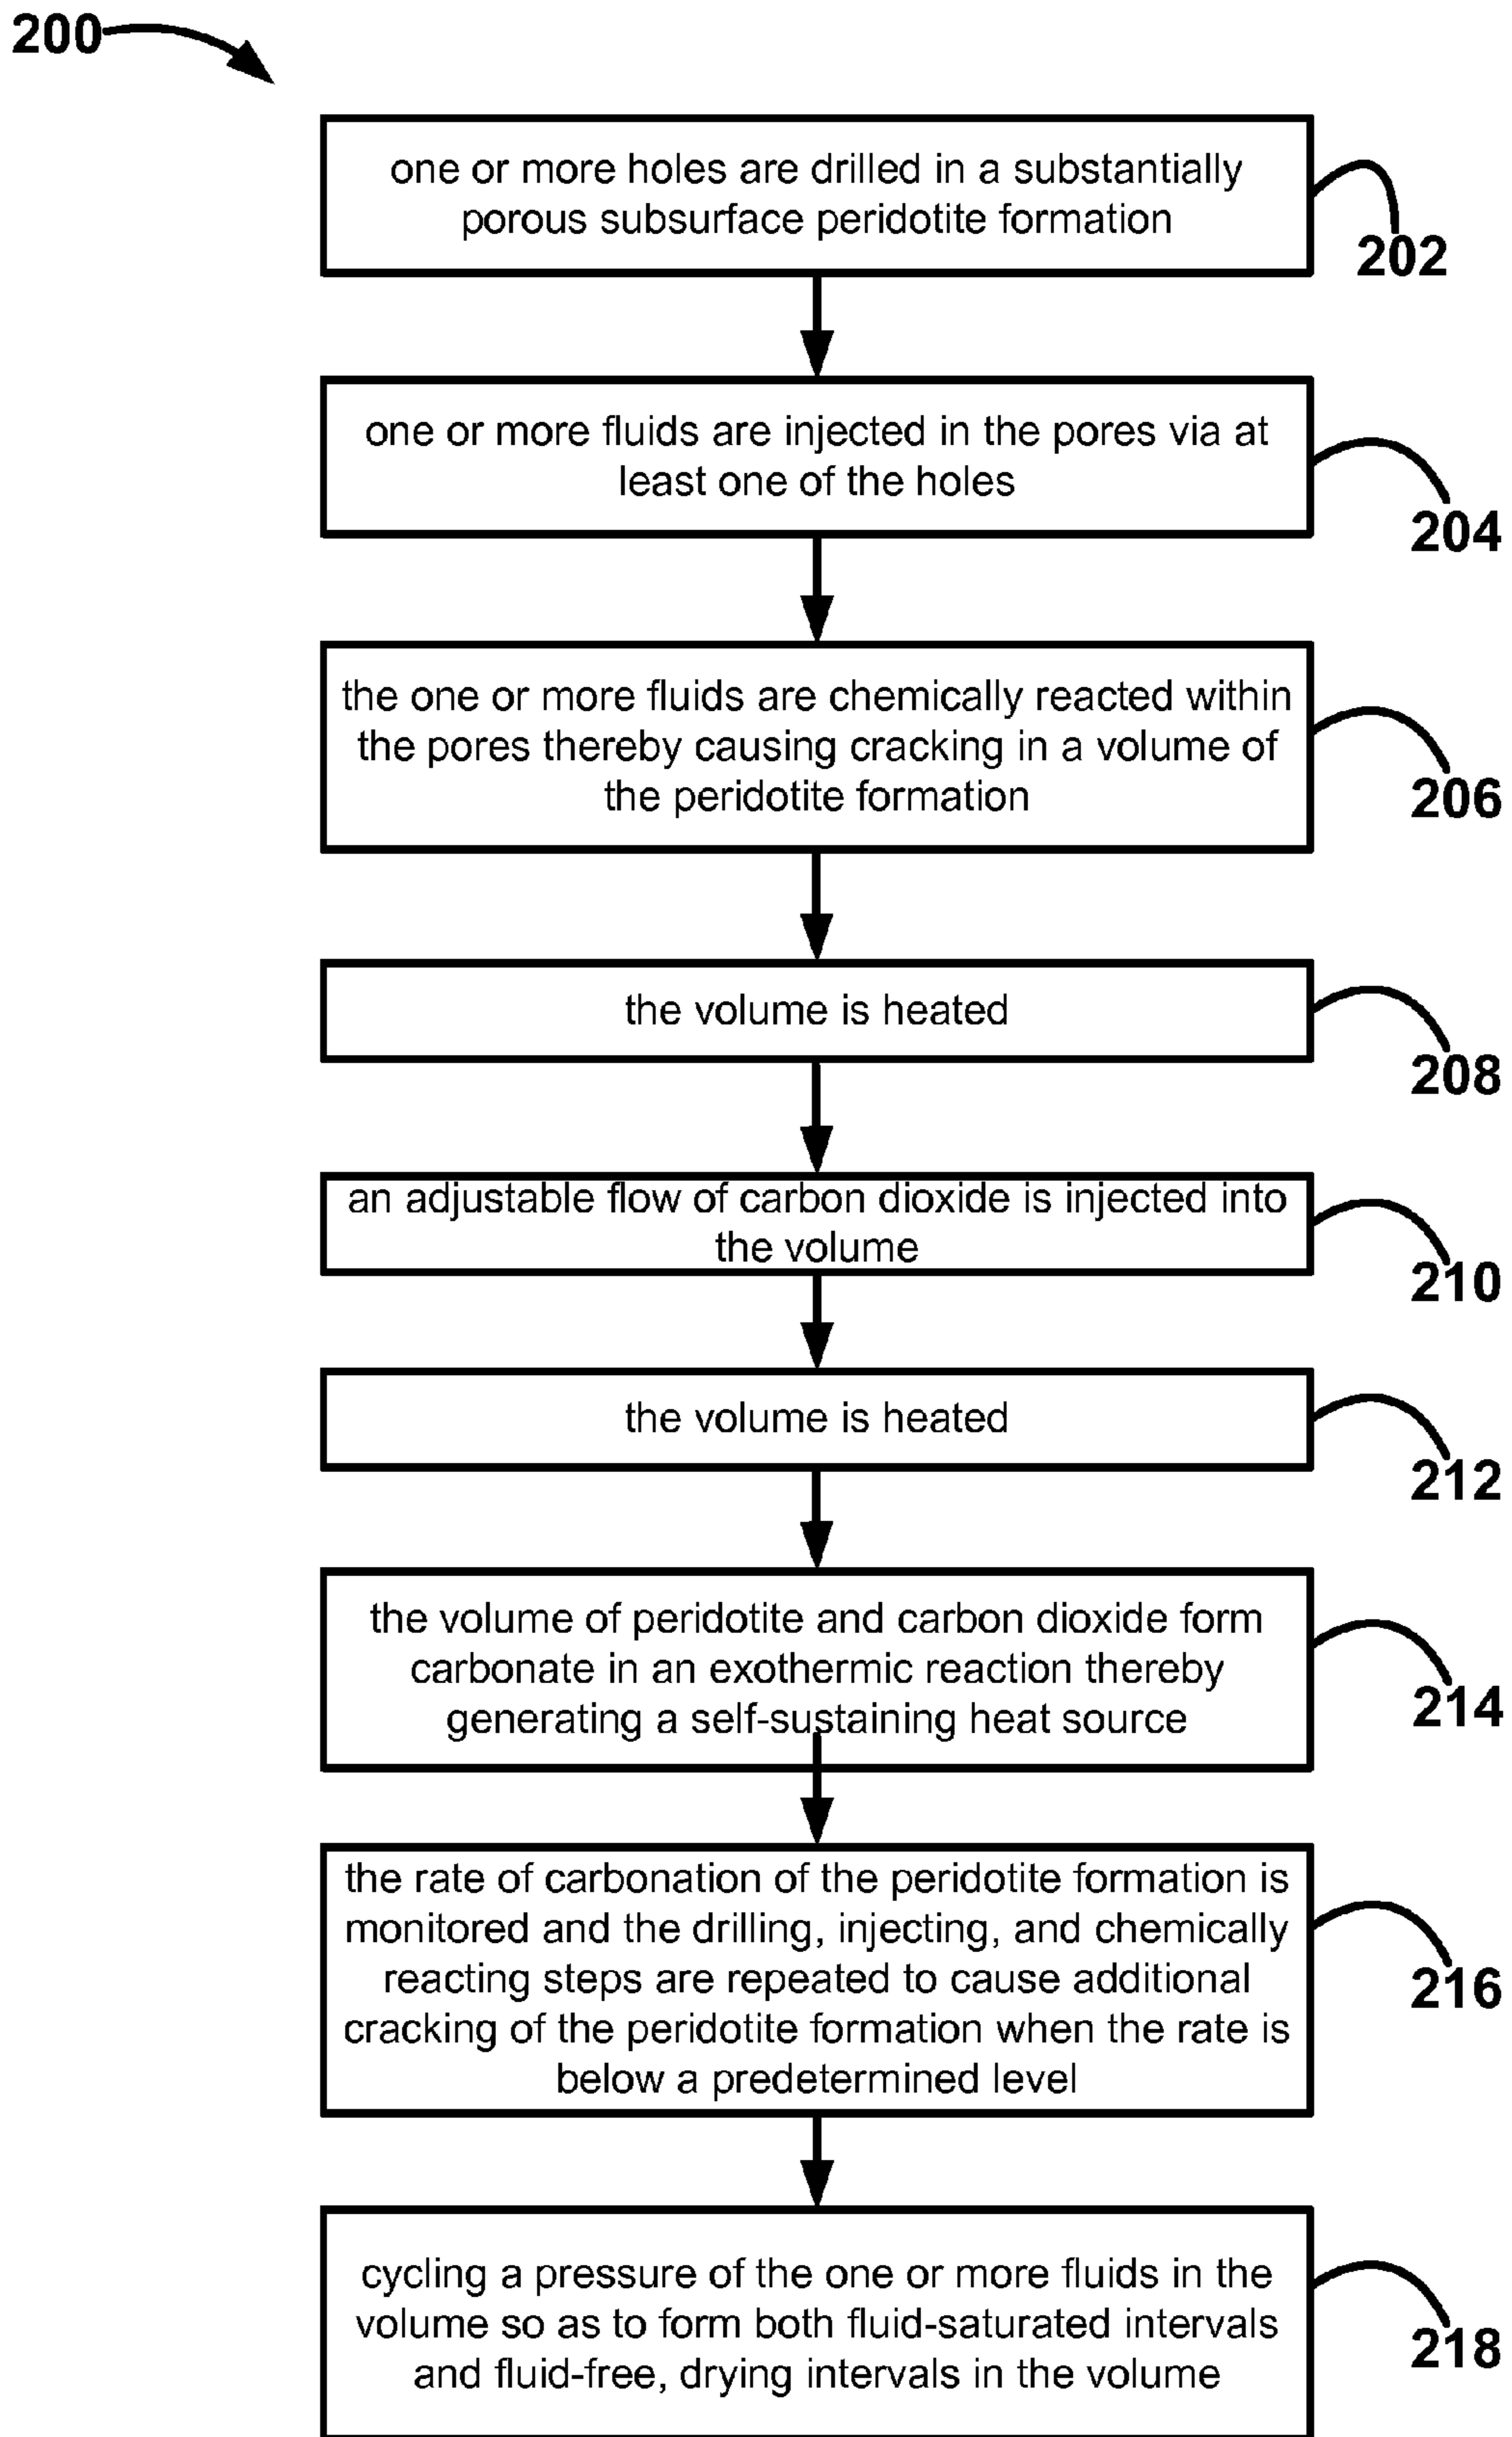 200
one or more holes are drilled in a substantially
porous subsurface peridotite formation
202
one or more fluids are injected in the pores via at
least one of the holes
204
the one or more fluids are chemically reacted within
the pores thereby causing cracking in a volume of
the peridotite formation
206
the volume is heated
208
an adjustable flow of carbon dioxide is injected into
the volume
210
the volume is heated
212
the volume of peridotite and carbon dioxide form
carbonate in an exothermic reaction thereby
generating a self-sustaining heat source
214
the rate of carbonation of the peridotite formation is
monitored and the drilling, injecting, and chemically
reacting steps are repeated to cause additional
cracking of the peridotite formation when the rate is
below a predetermined level
216
cycling a pressure of the one or more fluids in the
volume so as to form both fluid-saturated intervals
and fluid-free, drying intervals in the volume
218